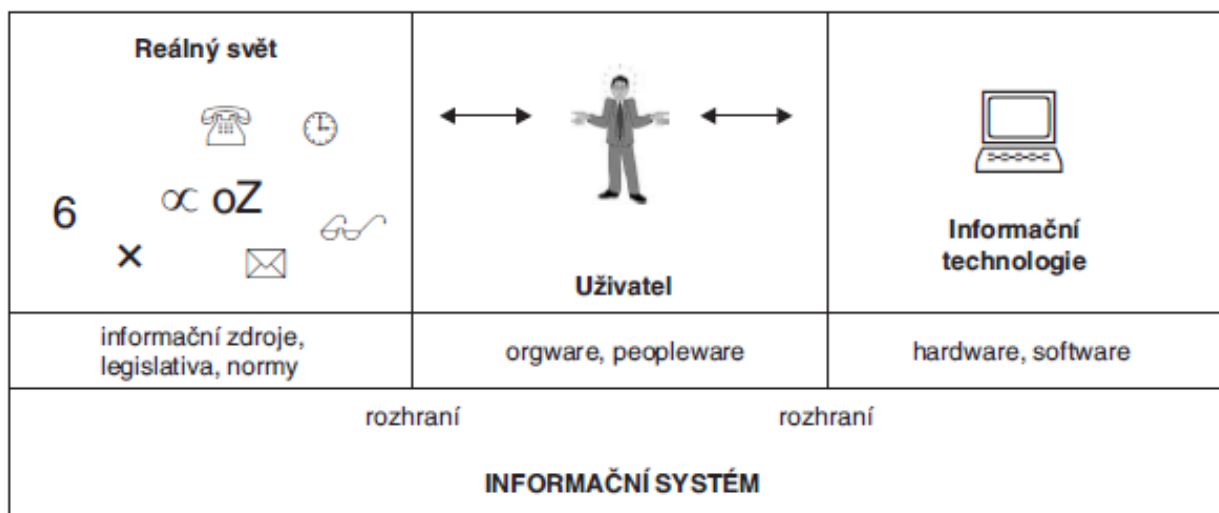 Reálný svět
6
∝ oZ
×
Uživatel
Informační
technologie
informační zdroje,
legislativa, normy
orgware, peopleware
hardware, software
rozhraní
rozhraní
INFORMAČNÍ SYSTÉM